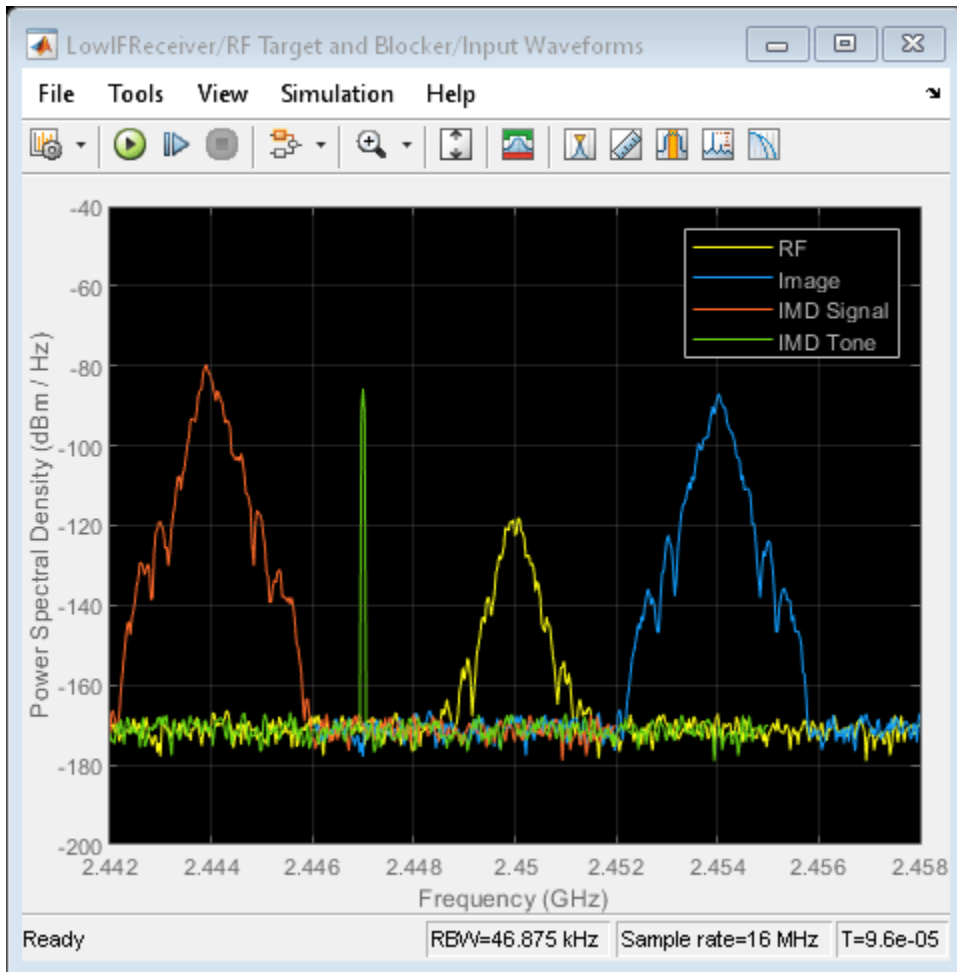 LowIFReceiver/RF Target and Blocker/Input Waveforms
File Tools View Simulation Help
-40
-60
-80
-100
-120
-140
-160
-180
-200
Power Spectral Density (dBm / Hz)
RF
Image
IMD Signal
IMD Tone
2.442 2.444 2.446 2.448 2.45 2.452 2.454 2.456 2.458
Frequency (GHz)
Ready RBW=46.875 kHz Sample rate=16 MHz T=9.6e-05